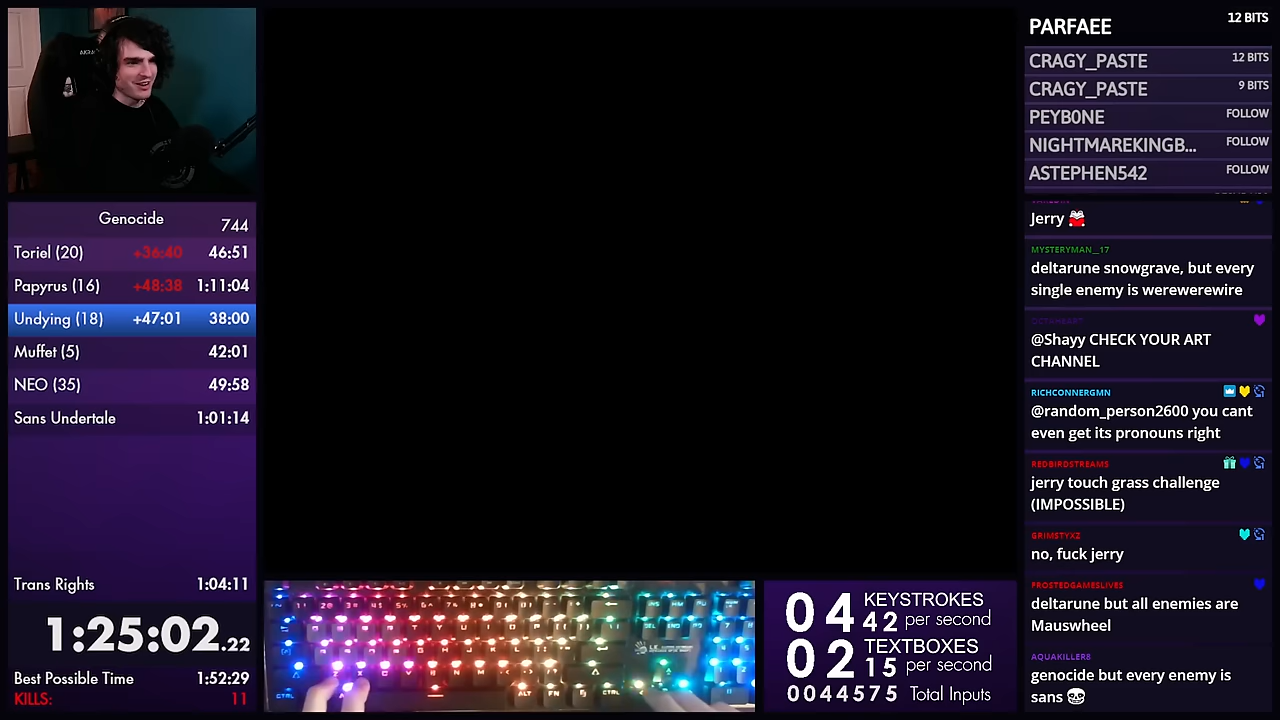 Genocide 744
Toriel (20) +36:40 46:51
Papyrus (16) +48:38 1:11:04
Undying (18) +47:01 38:00
Muffet (5) 42:01
NEO (35) 49:58
Sans Undertale 1:01:14
Trans Rights 1:04:11
1:25:02.22
Best Possible Time 1:52:29
KILLS: 11
04 42 KEYSTROKES per second
02 15 TEXTBOXES per second
0044575 Total Inputs
PARFAEE 12 BITS
CRAGY_PASTE 12 BITS
CRAGY_PASTE 9 BITS
PEYB0NE FOLLOW
NIGHTMAREKINGB... FOLLOW
ASTEPHEN542 FOLLOW
Jerry
MYSTERYMAN_17
deltarune snowgrave, but every
single enemy is werewerewire
@Shayy CHECK YOUR ART
CHANNEL
RICHCONNERGMN
@random_person2600 you cant
even get its pronouns right
REDBIRDSTREAMS
jerry touch grass challenge
(IMPOSSIBLE)
GRIMSTYXZ
no, fuck jerry
FROSTEDGAMESLIVES
deltarune but all enemies are
Mauswheel
AQUAKILLER8
genocide but every enemy is
sans